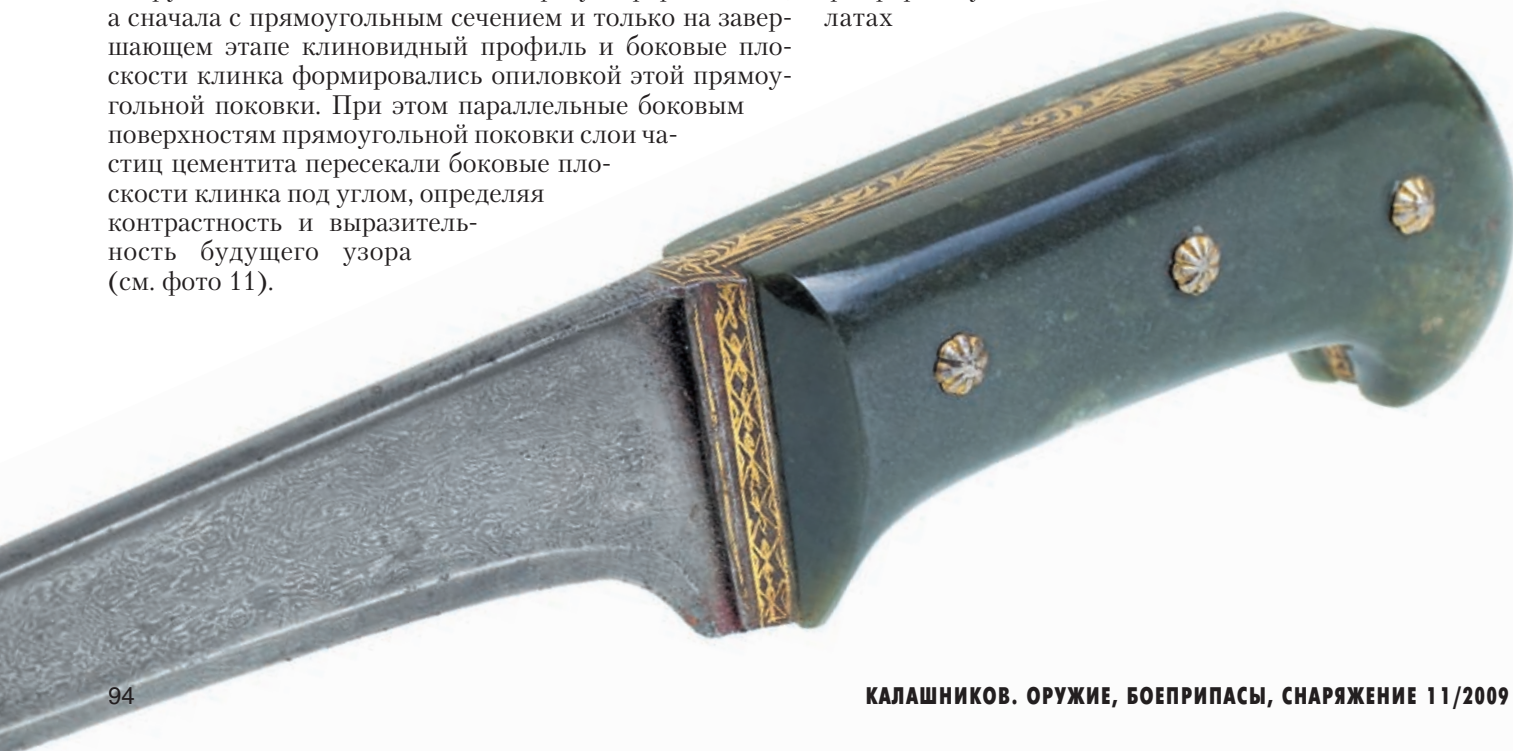 а сначала с прямоугольным сечением и только на завер-
шающем этапе клиновидный профиль и боковые пло-
скости клинка формировались опиловкой этой прямоу-
гольной поковки. При этом параллельные боковым
поверхностям прямоугольной поковки слои ча-
стиц цементита пересекали боковые пло-
скости клинка под углом, определяя
контрастность и выразитель-
ность будущего узора
(см. фото 11).
латах
94
КАЛАШНИКОВ. ОРУЖИЕ, БОЕПРИПАСЫ, СНАРЯЖЕНИЕ 11/2009